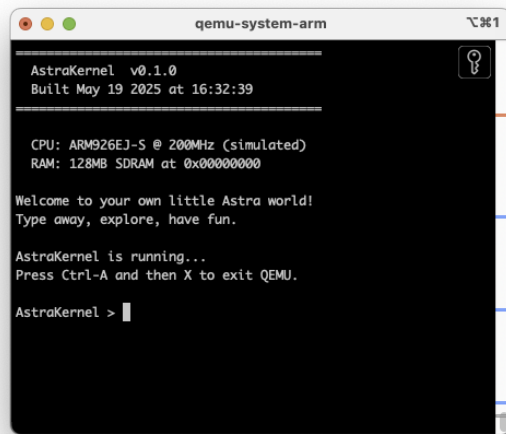 qemu-system-arm ⌥⌘1
AstraKernel v0.1.0
Built May 19 2025 at 16:32:39
CPU: ARM926EJ-S @ 200MHz (simulated)
RAM: 128MB SDRAM at 0x00000000
Welcome to your own little Astra world!
Type away, explore, have fun.
AstraKernel is running...
Press Ctrl-A and then X to exit QEMU.
AstraKernel >